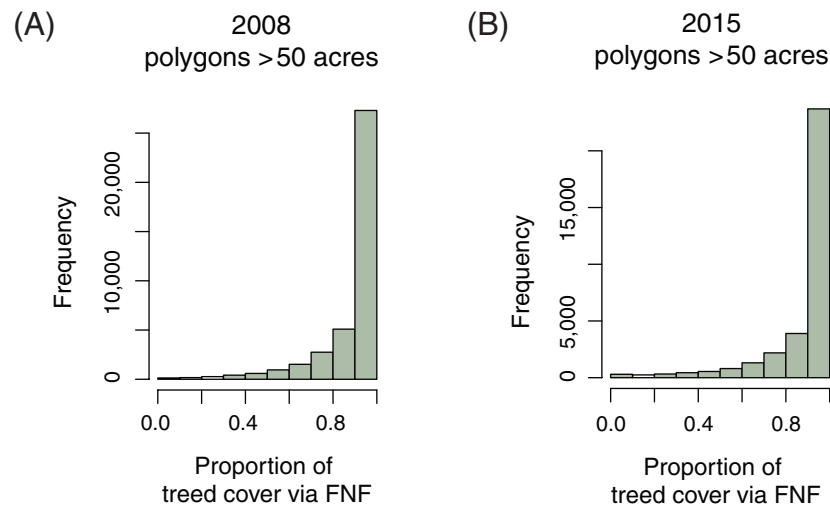 (A)
2008
polygons >50 acres
Frequency
0
10,000
20,000
0.0 0.4 0.8
Proportion of
treed cover via FNF
(B)
2015
polygons >50 acres
Frequency
0
5,000
15,000
0.0 0.4 0.8
Proportion of
treed cover via FNF